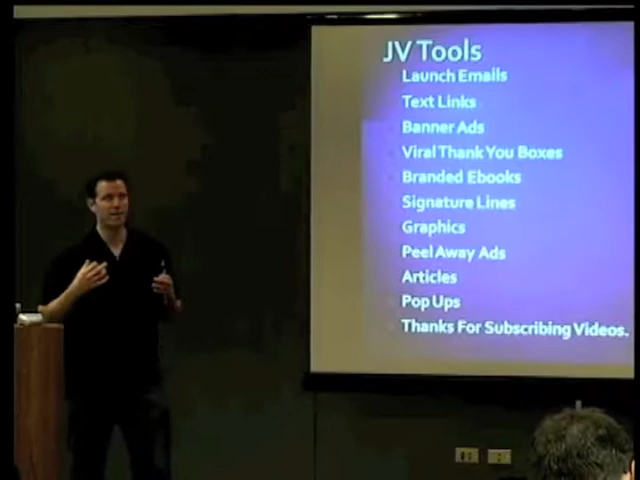 JV Tools
Launch Emails
Text Links
Banner Ads
Viral Thank You Boxes
Branded Ebooks
Signature Lines
Graphics
Peel Away Ads
Articles
Pop Ups
Thanks For Subscribing Videos.